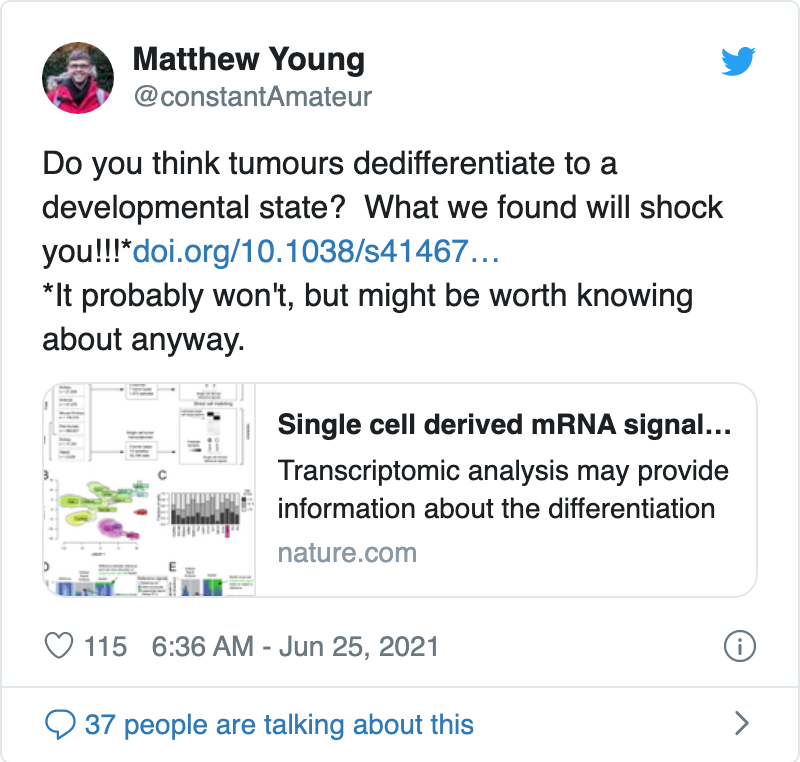 Matthew Young
@constantAmateur
Do you think tumours dedifferentiate to a
developmental state?  What we found will shock
you!!!*doi.org/10.1038/s41467…
*It probably won't, but might be worth knowing
about anyway.
B
C
D
E
Single cell derived mRNA signal...
Transcriptomic analysis may provide
information about the differentiation
nature.com
115 6:36 AM - Jun 25, 2021
37 people are talking about this